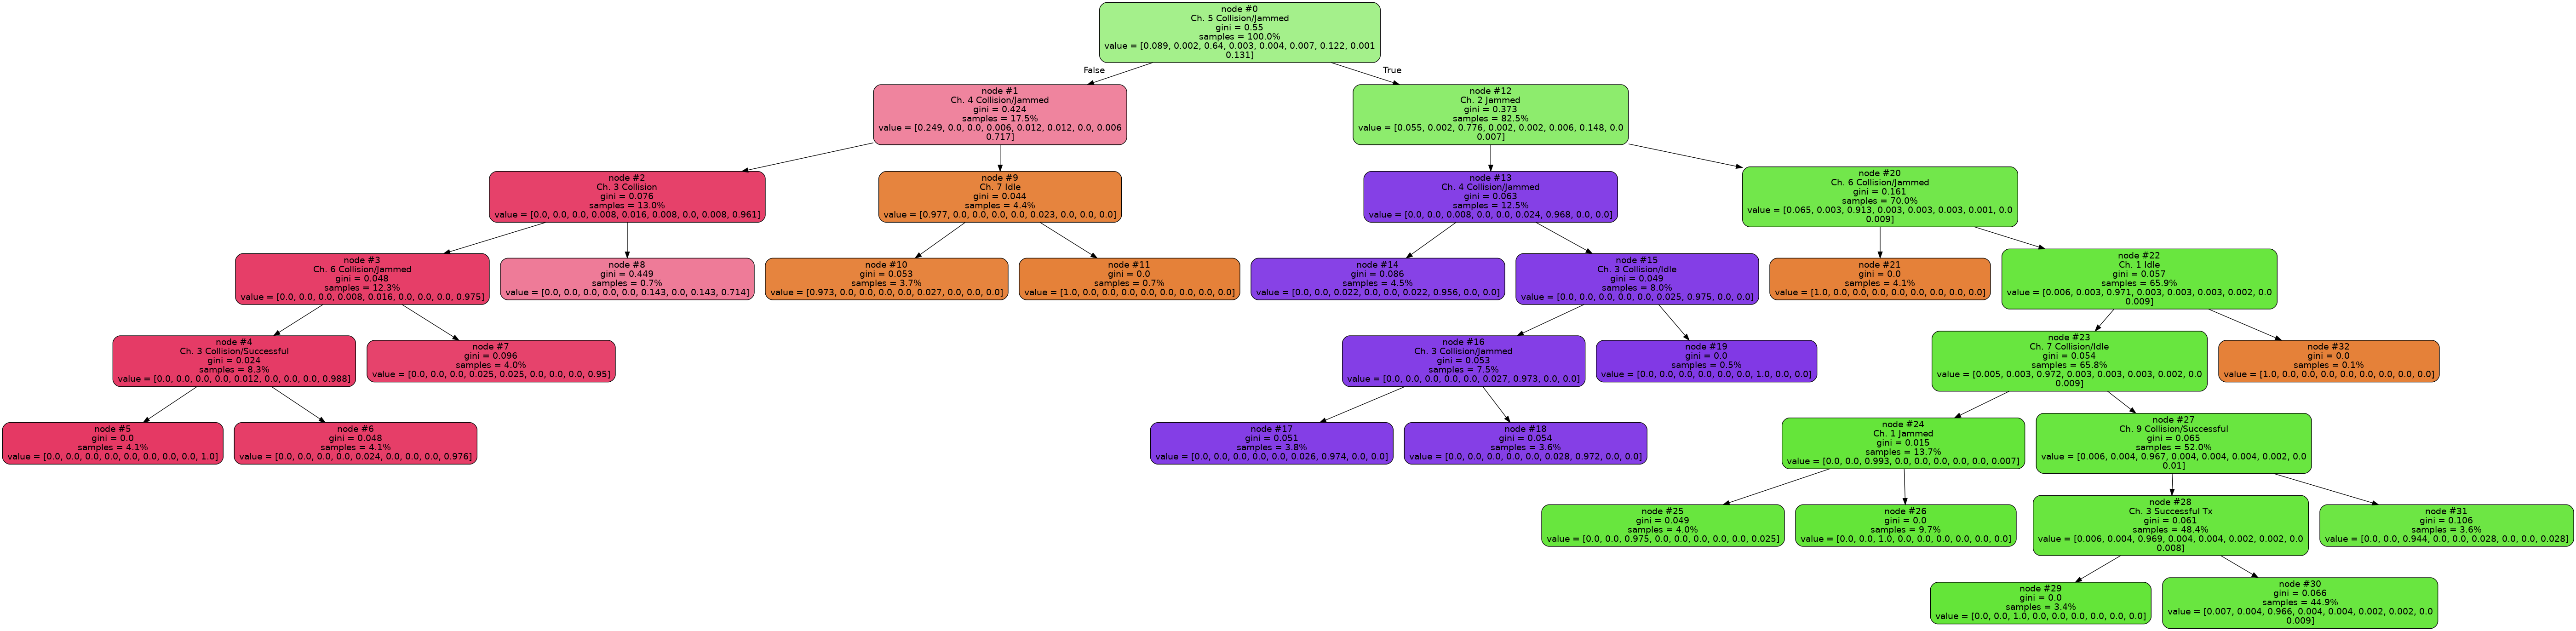 node #0
Ch. 5 Collision/Jammed
gini = 0.55
samples = 100.0%
value = [0.089, 0.002, 0.64, 0.003, 0.004, 0.007, 0.122, 0.001
0.131]
False
True
node #1
Ch. 4 Collision/Jammed
gini = 0.424
samples = 17.5%
value = [0.249, 0.0, 0.0, 0.006, 0.012, 0.012, 0.0, 0.006
0.717]
node #12
Ch. 2 Jammed
gini = 0.373
samples = 82.5%
value = [0.055, 0.002, 0.776, 0.002, 0.002, 0.006, 0.148, 0.0
0.007]
node #2
Ch. 3 Collision
gini = 0.076
samples = 13.0%
value = [0.0, 0.0, 0.0, 0.008, 0.016, 0.008, 0.0, 0.008, 0.961]
node #9
Ch. 7 Idle
gini = 0.044
samples = 4.4%
value = [0.977, 0.0, 0.0, 0.0, 0.0, 0.023, 0.0, 0.0, 0.0]
node #13
Ch. 4 Collision/Jammed
gini = 0.063
samples = 12.5%
value = [0.0, 0.0, 0.008, 0.0, 0.0, 0.024, 0.968, 0.0, 0.0]
node #20
Ch. 6 Collision/Jammed
gini = 0.161
samples = 70.0%
value = [0.065, 0.003, 0.913, 0.003, 0.003, 0.003, 0.001, 0.0
0.009]
node #3
Ch. 6 Collision/Jammed
gini = 0.048
samples = 12.3%
value = [0.0, 0.0, 0.0, 0.008, 0.016, 0.0, 0.0, 0.0, 0.975]
node #8
gini = 0.449
samples = 0.7%
value = [0.0, 0.0, 0.0, 0.0, 0.0, 0.143, 0.0, 0.143, 0.714]
node #10
gini = 0.053
samples = 3.7%
value = [0.973, 0.0, 0.0, 0.0, 0.0, 0.027, 0.0, 0.0, 0.0]
node #11
gini = 0.0
samples = 0.7%
value = [1.0, 0.0, 0.0, 0.0, 0.0, 0.0, 0.0, 0.0, 0.0]
node #14
gini = 0.086
samples = 4.5%
value = [0.0, 0.0, 0.022, 0.0, 0.0, 0.022, 0.956, 0.0, 0.0]
node #15
Ch. 3 Collision/Idle
gini = 0.049
samples = 8.0%
value = [0.0, 0.0, 0.0, 0.0, 0.0, 0.025, 0.975, 0.0, 0.0]
node #21
gini = 0.0
samples = 4.1%
value = [1.0, 0.0, 0.0, 0.0, 0.0, 0.0, 0.0, 0.0, 0.0]
node #22
Ch. 1 Idle
gini = 0.057
samples = 65.9%
value = [0.006, 0.003, 0.971, 0.003, 0.003, 0.003, 0.002, 0.0
0.009]
node #4
Ch. 3 Collision/Successful
gini = 0.024
samples = 8.3%
value = [0.0, 0.0, 0.0, 0.0, 0.012, 0.0, 0.0, 0.0, 0.988]
node #7
gini = 0.096
samples = 4.0%
value = [0.0, 0.0, 0.0, 0.025, 0.025, 0.0, 0.0, 0.0, 0.95]
node #16
Ch. 3 Collision/Jammed
gini = 0.053
samples = 7.5%
value = [0.0, 0.0, 0.0, 0.0, 0.0, 0.027, 0.973, 0.0, 0.0]
node #19
gini = 0.0
samples = 0.5%
value = [0.0, 0.0, 0.0, 0.0, 0.0, 0.0, 1.0, 0.0, 0.0]
node #23
Ch. 7 Collision/Idle
gini = 0.054
samples = 65.8%
value = [0.005, 0.003, 0.972, 0.003, 0.003, 0.003, 0.002, 0.0
0.009]
node #32
gini = 0.0
samples = 0.1%
value = [1.0, 0.0, 0.0, 0.0, 0.0, 0.0, 0.0, 0.0, 0.0]
node #5
gini = 0.0
samples = 4.1%
value = [0.0, 0.0, 0.0, 0.0, 0.0, 0.0, 0.0, 0.0, 1.0]
node #6
gini = 0.048
samples = 4.1%
value = [0.0, 0.0, 0.0, 0.0, 0.024, 0.0, 0.0, 0.0, 0.976]
node #17
gini = 0.051
samples = 3.8%
value = [0.0, 0.0, 0.0, 0.0, 0.0, 0.026, 0.974, 0.0, 0.0]
node #18
gini = 0.054
samples = 3.6%
value = [0.0, 0.0, 0.0, 0.0, 0.0, 0.028, 0.972, 0.0, 0.0]
node #24
Ch. 1 Jammed
gini = 0.015
samples = 13.7%
value = [0.0, 0.0, 0.993, 0.0, 0.0, 0.0, 0.0, 0.0, 0.007]
node #27
Ch. 9 Collision/Successful
gini = 0.065
samples = 52.0%
value = [0.006, 0.004, 0.967, 0.004, 0.004, 0.004, 0.002, 0.0
0.01]
node #25
gini = 0.049
samples = 4.0%
value = [0.0, 0.0, 0.975, 0.0, 0.0, 0.0, 0.0, 0.0, 0.025]
node #26
gini = 0.0
samples = 9.7%
value = [0.0, 0.0, 1.0, 0.0, 0.0, 0.0, 0.0, 0.0, 0.0]
node #28
Ch. 3 Successful Tx
gini = 0.061
samples = 48.4%
value = [0.006, 0.004, 0.969, 0.004, 0.004, 0.002, 0.002, 0.0
0.008]
node #31
gini = 0.106
samples = 3.6%
value = [0.0, 0.0, 0.944, 0.0, 0.0, 0.028, 0.0, 0.0, 0.028]
node #29
gini = 0.0
samples = 3.4%
value = [0.0, 0.0, 1.0, 0.0, 0.0, 0.0, 0.0, 0.0, 0.0]
node #30
gini = 0.066
samples = 44.9%
value = [0.007, 0.004, 0.966, 0.004, 0.004, 0.002, 0.002, 0.0
0.009]